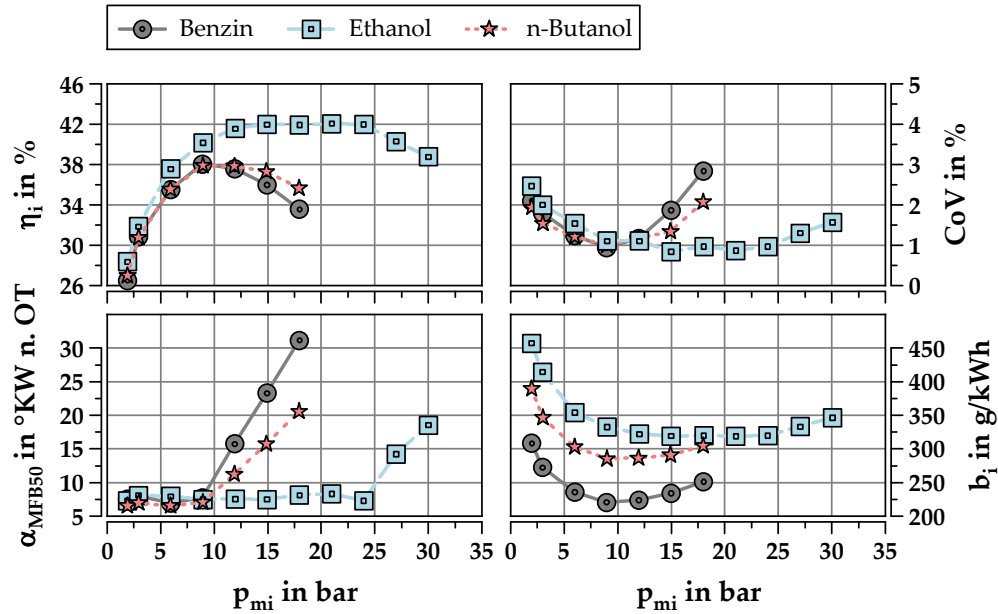 Benzin Ethanol n-Butanol
46
42
38
34
30
26
η_i in %
5
4
3
2
1
0
CoV in %
30
25
20
15
10
5
α_MFB50 in °KW n. OT
450
400
350
300
250
200
b_i in g/kWh
0 5 10 15 20 25 30 35
0 5 10 15 20 25 30 35
p_mi in bar
p_mi in bar